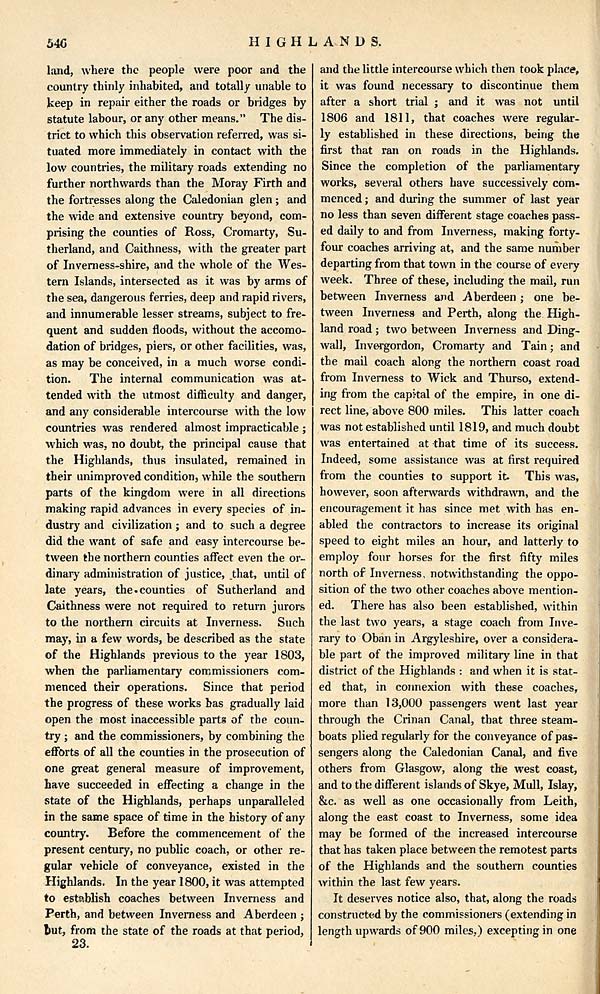 546
HIGHLANDS.
land, where the people were poor and the
country thinly inhabited, and totally unable to
keep in repair either the roads or bridges by
statute labour, or any other means." The dis-
trict to which this observation referred, was si-
tuated more immediately in contact with the
low countries, the military roads extending no
further northwards than the Moray Firth and
the fortresses along the Caledonian glen; and
the wide and extensive country beyond, com-
prising the counties of Ross, Cromarty, Su-
therland, and Caithness, with the greater part
of Inverness-shire, and the whole of the Wes-
tern Islands, intersected as it was by arms of
the sea, dangerous ferries, deep and rapid rivers,
and innumerable lesser streams, subject to fre-
quent and sudden floods, without the accomo-
dation of bridges, piers, or other facilities, was,
as may be conceived, in a much worse condi-
tion. The internal communication was at-
tended with the utmost difficulty and danger,
and any considerable intercourse with the low
countries was rendered almost impracticable;
which was, no doubt, the principal cause that
the Highlands, thus insulated, remained in
their unimproved condition, while the southern
parts of the kingdom were in all directions
making rapid advances in every species of in-
dustry and civilization; and to such a degree
did the want of safe and easy intercourse be-
tween the northern counties affect even the or-
dinary administration of justice, that, until of
late years, the counties of Sutherland and
Caithness were not required to return jurors
to the northern circuits at Inverness. Such
may, in a few words, be described as the state
of the Highlands previous to the year 1803,
when the parliamentary commissioners com-
menced their operations. Since that period
the progress of these works has gradually laid
open the most inaccessible parts of the coun-
try; and the commissioners, by combining the
efforts of all the counties in the prosecution of
one great general measure of improvement,
have succeeded in effecting a change in the
state of the Highlands, perhaps unparalleled
in the same space of time in the history of any
country. Before the commencement of the
present century, no public coach, or other re-
gular vehicle of conveyance, existed in the
Highlands. In the year 1800, it was attempted
to establish coaches between Inverness and
Perth, and between Inverness and Aberdeen;
but, from the state of the roads at that period,
23.
and the little intercourse which then took place,
it was found necessary to discontinue them
after a short trial; and it was not until
1806 and 1811, that coaches were regular-
ly established in these directions, being the
first that ran on roads in the Highlands.
Since the completion of the parliamentary
works, several others have successively com-
menced; and during the summer of last year
no less than seven different stage coaches pass-
ed daily to and from Inverness, making forty-
four coaches arriving at, and the same number
departing from that town in the course of every
week. Three of these, including the mail, run
between Inverness and Aberdeen; one be-
tween Inverness and Perth, along the High-
land road; two between Inverness and Ding-
wall, Invergordon, Cromarty and Tain; and
the mail coach along the northern coast road
from Inverness to Wick and Thurso, extend-
ing from the capital of the empire, in one di-
rect line, above 800 miles. This latter coach
was not established until 1819, and much doubt
was entertained at that time of its success.
Indeed, some assistance was at first required
from the counties to support it. This was,
however, soon afterwards withdrawn, and the
encouragement it has since met with has en-
abled the contractors to increase its original
speed to eight miles an hour, and latterly to
employ four horses for the first fifty miles
north of Inverness, notwithstanding the oppo-
sition of the two other coaches above mention-
ed. There has also been established, within
the last two years, a stage coach from Inve-
rary to Oban in Argyleshire, over a considera-
ble part of the improved military line in that
district of the Highlands: and when it is stat-
ed that, in connexion with these coaches,
more than 13,000 passengers went last year
through the Crinan Canal, that three steam-
boats plied regularly for the conveyance of pas-
sengers along the Caledonian Canal, and five
others from Glasgow, along the west coast,
and to the different islands of Skye, Mull, Islay,
&c. as well as one occasionally from Leith,
along the east coast to Inverness, some idea
may be formed of the increased intercourse
that has taken place between the remotest parts
of the Highlands and the southern counties
within the last few years.
It deserves notice also, that, along the roads
constructed by the commissioners (extending in
length upwards of 900 miles,) excepting in one